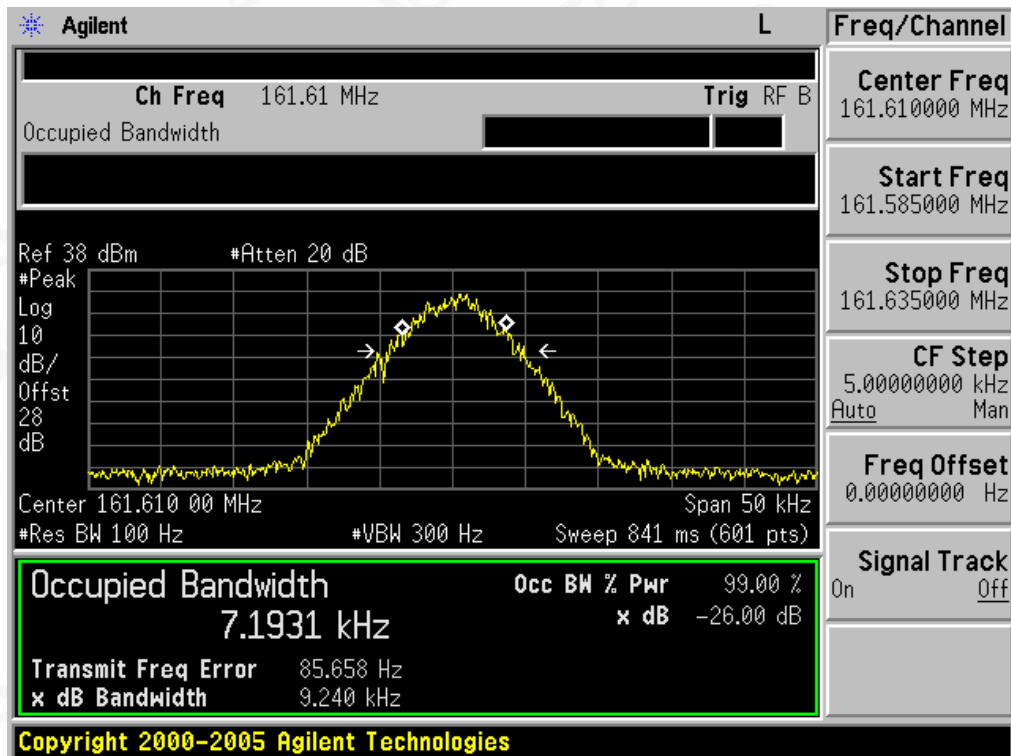 Agilent L
Freq/Channel
Ch Freq 161.61 MHz Trig RF B
Occupied Bandwidth
Center Freq
161.610000 MHz
Start Freq
161.585000 MHz
Stop Freq
161.635000 MHz
CF Step
5.00000000 kHz
Auto Man
Freq Offset
0.00000000 Hz
Signal Track
On Off
Ref 38 dBm #Atten 20 dB
#Peak
Log
10
dB/
Offst
28
dB
Center 161.610 00 MHz Span 50 kHz
#Res BW 100 Hz #VBW 300 Hz Sweep 841 ms (601 pts)
Occupied Bandwidth
7.1931 kHz
Occ BW % Pwr 99.00 %
x dB -26.00 dB
Transmit Freq Error 85.658 Hz
x dB Bandwidth 9.240 kHz
Copyright 2000-2005 Agilent Technologies